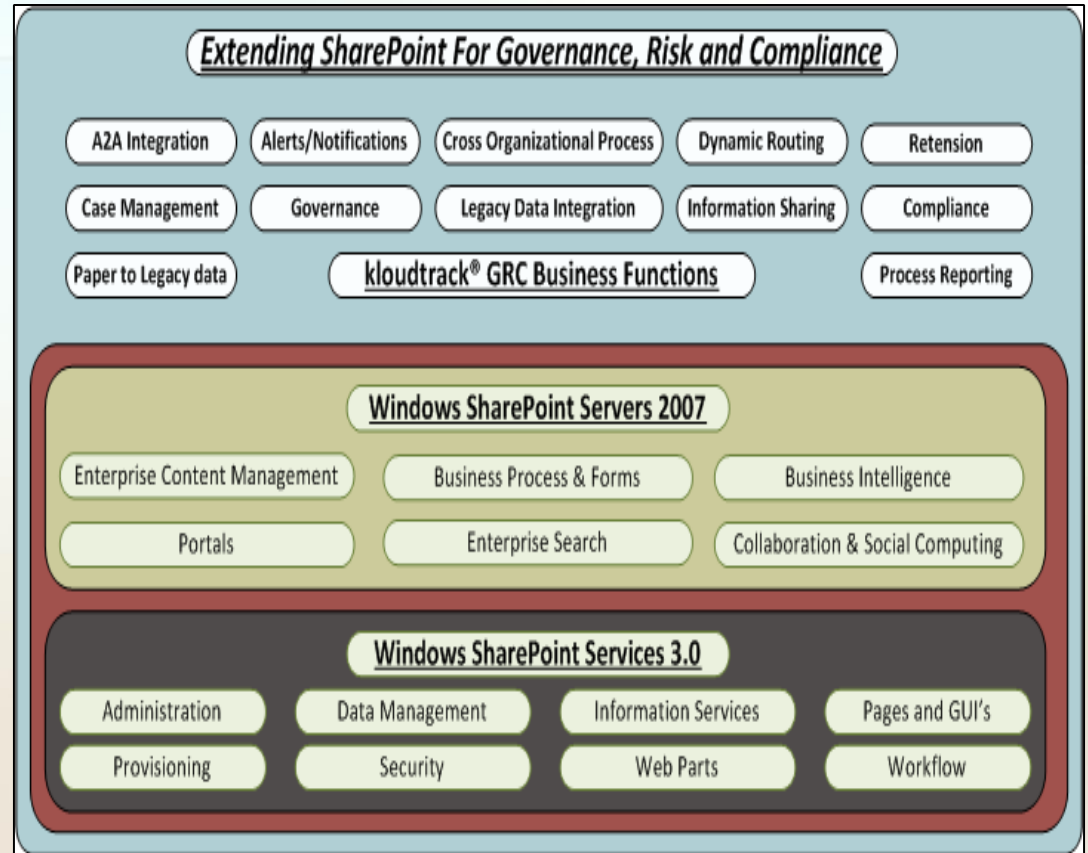 Extending SharePoint For Governance, Risk and Compliance
A2A Integration
Alerts/Notifications
Cross Organizational Process
Dynamic Routing
Retension
Case Management
Governance
Legacy Data Integration
Information Sharing
Compliance
Paper to Legacy data
kloudtrack® GRC Business Functions
Process Reporting
Windows SharePoint Servers 2007
Enterprise Content Management
Business Process & Forms
Business Intelligence
Portals
Enterprise Search
Collaboration & Social Computing
Windows SharePoint Services 3.0
Administration
Data Management
Information Services
Pages and GUI's
Provisioning
Security
Web Parts
Workflow